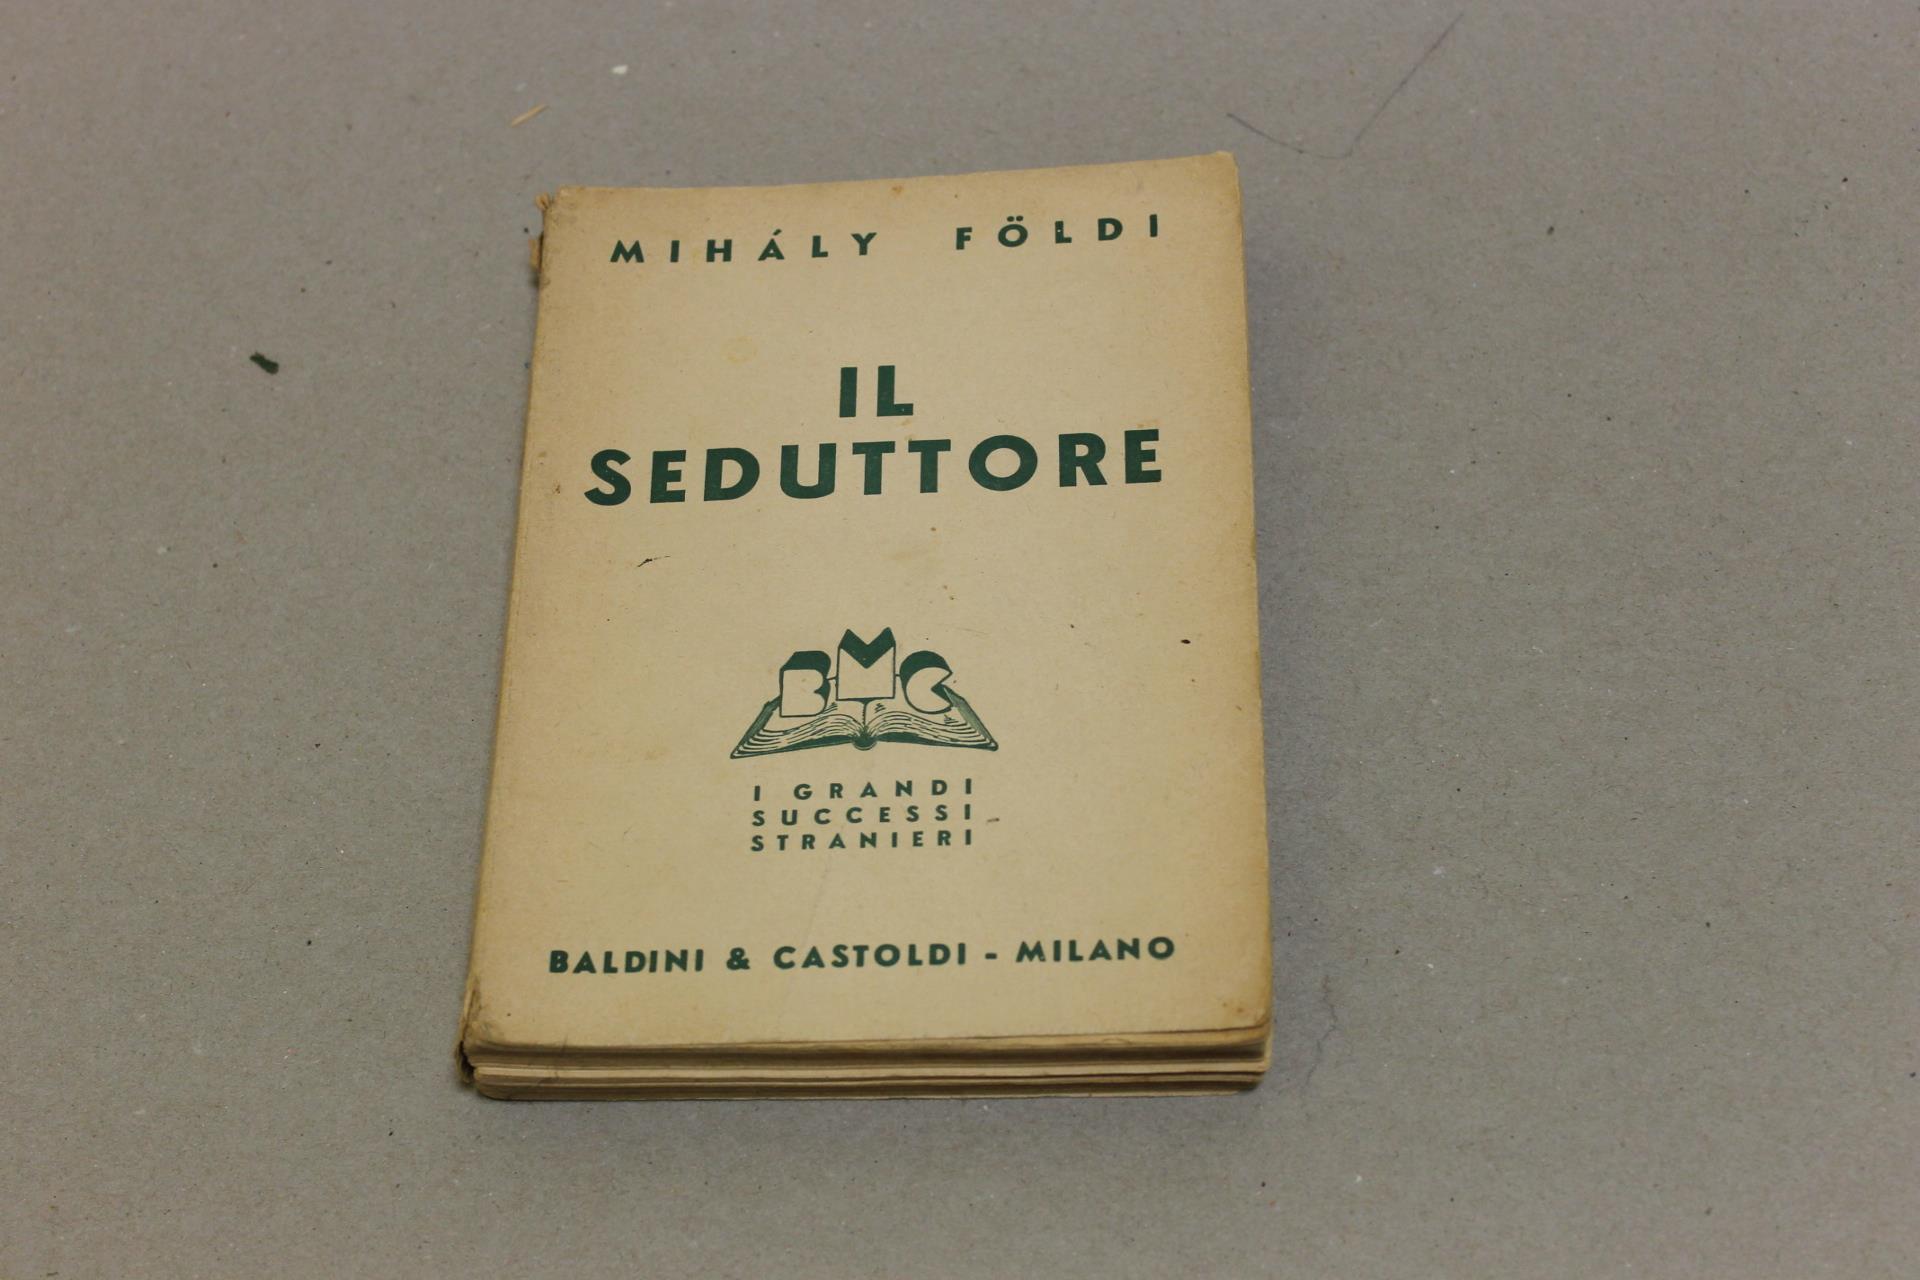 MIHÁLY FÖLDI
IL
SEDUTTORE
BMC
I GRANDI
SUCCESSI
STRANIERI
BALDINI & CASTOLDI - MILANO